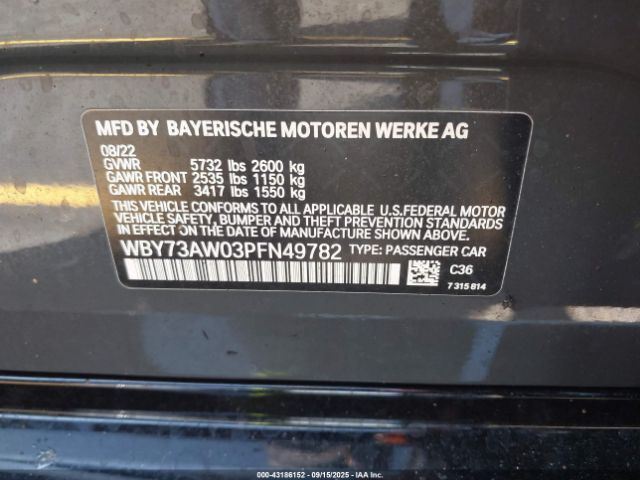 MFD BY BAYERISCHE MOTOREN WERKE AG
08/22
GVWR 5732 lbs 2600 kg
GAWR FRONT 2535 lbs 1150 kg
GAWR REAR 3417 lbs 1550 kg
THIS VEHICLE CONFORMS TO ALL APPLICABLE U.S.FEDERAL MOTOR
VEHICLE SAFETY, BUMPER AND THEFT PREVENTION STANDARDS
IN EFFECT ON THE DATE OF MANUFACTURE SHOWN ABOVE.
WBY73AW03PFN49782 TYPE: PASSENGER CAR
C36
7 315 814
000-43186152 - 09/15/2025 - IAA Inc.